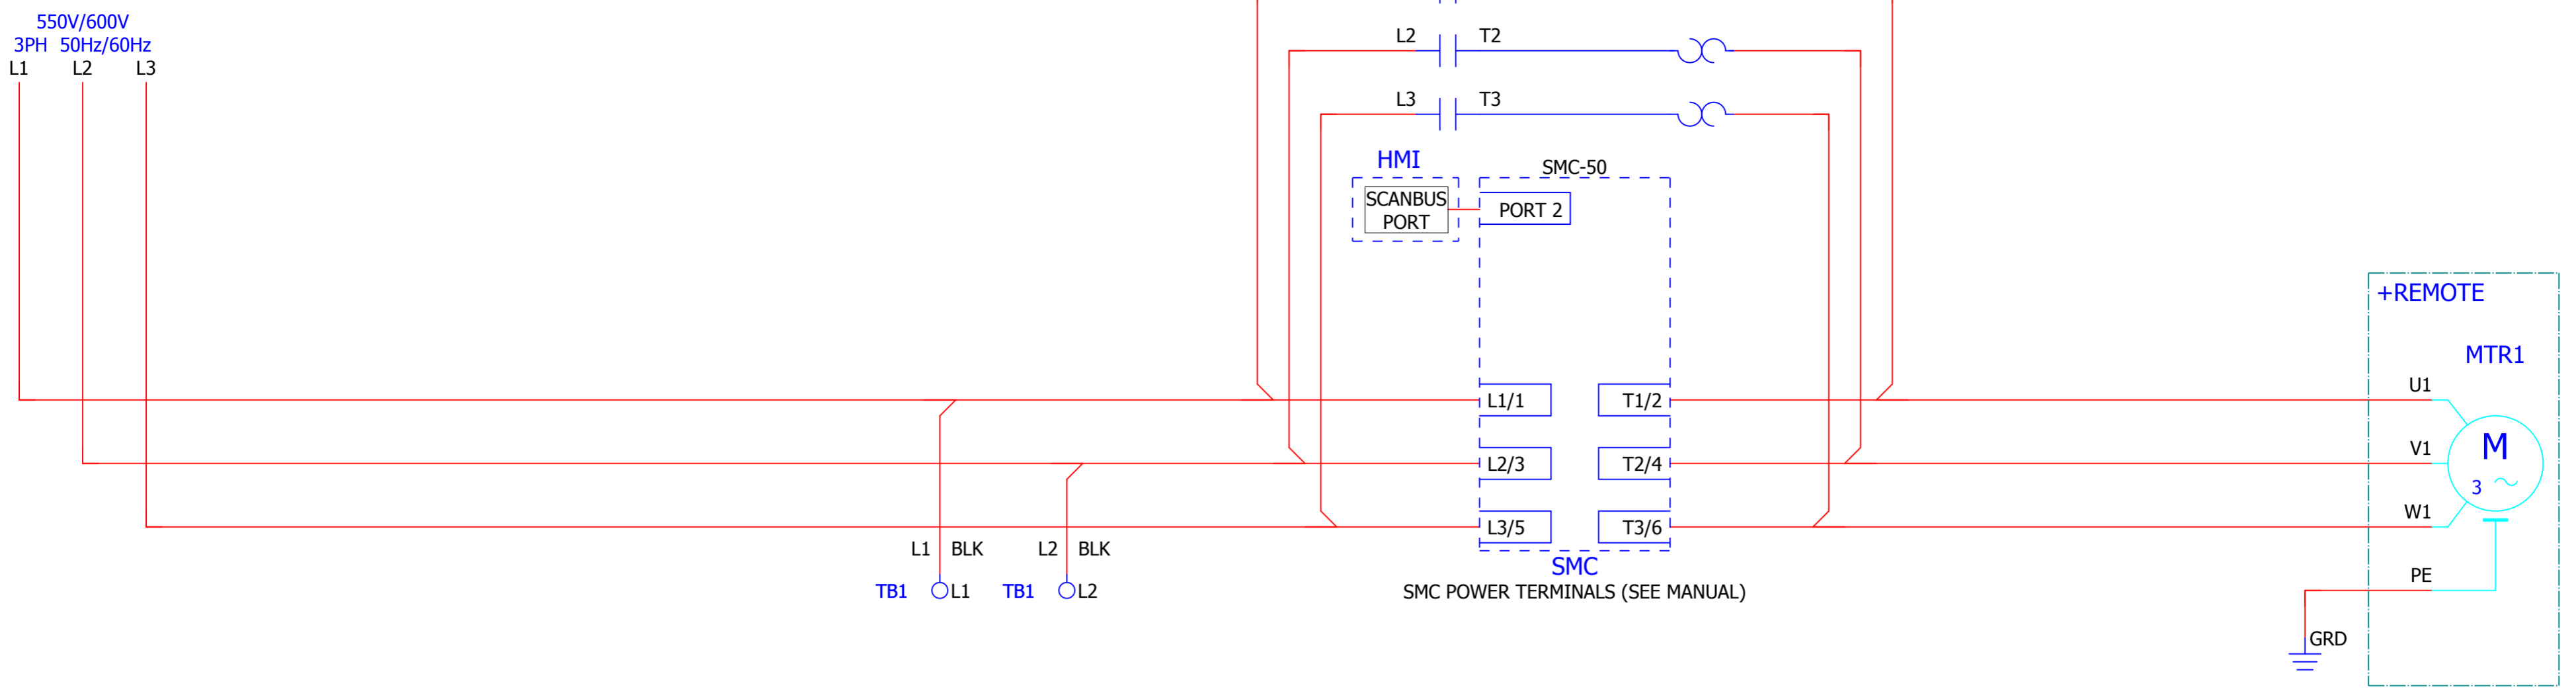 550V/600V
3PH 50Hz/60Hz
L1 L2 L3
L2 T2
L3 T3
HMI
SCANBUS
PORT
SMC-50
PORT 2
L1/1 T1/2
L2/3 T2/4
L3/5 T3/6
SMC
SMC POWER TERMINALS (SEE MANUAL)
L1 BLK L2 BLK
TB1 L1 TB1 L2
+REMOTE
MTR1
U1
V1
W1
PE
M
3 ~
GRD